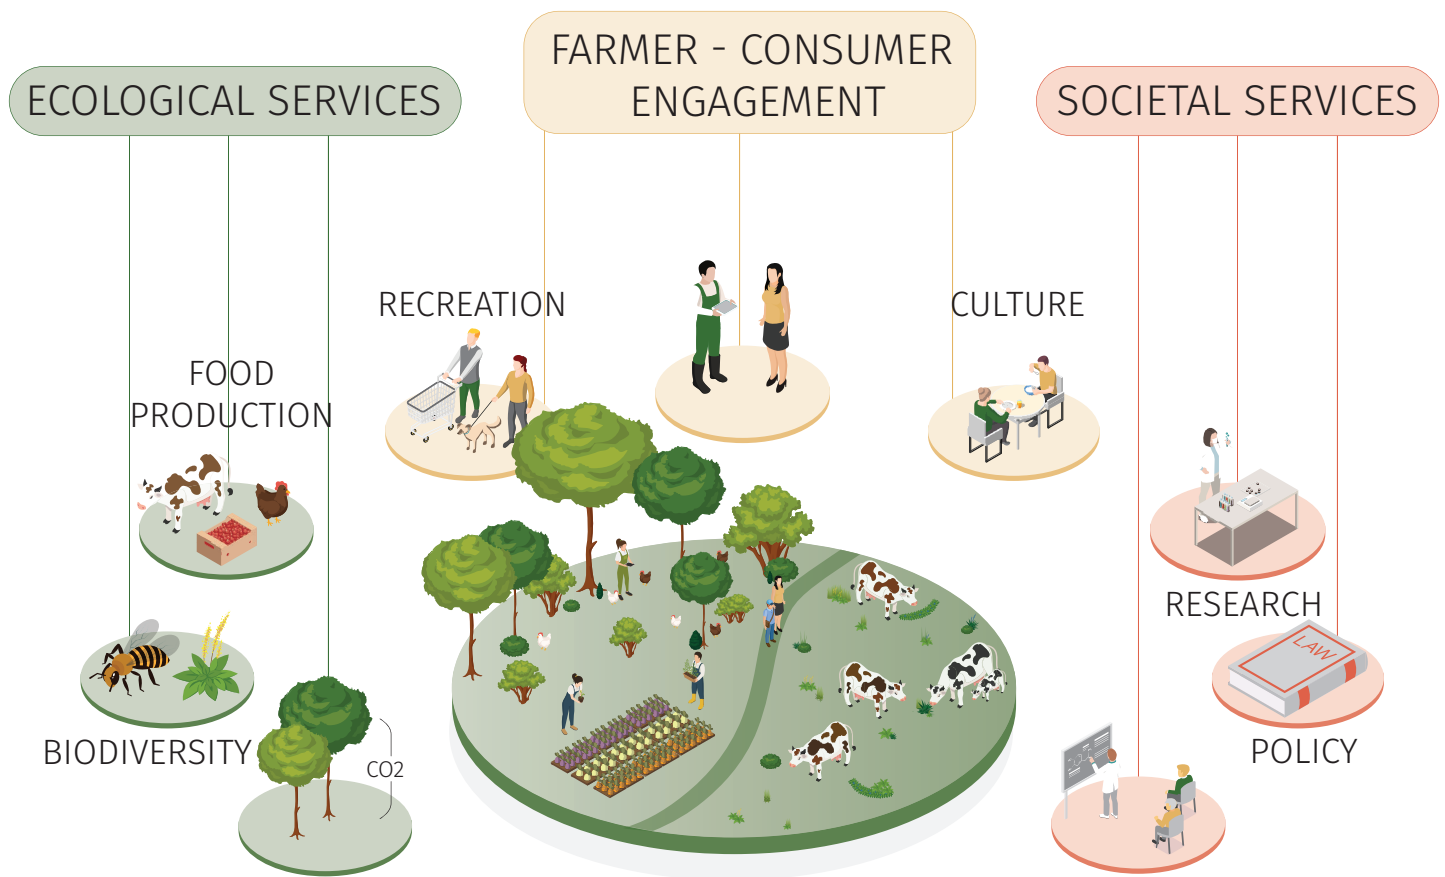 FARMER - CONSUMER
ENGAGEMENT
ECOLOGICAL SERVICES
SOCIETAL SERVICES
RECREATION
CULTURE
FOOD
PRODUCTION
RESEARCH
LAW
BIODIVERSITY
POLICY
CO2